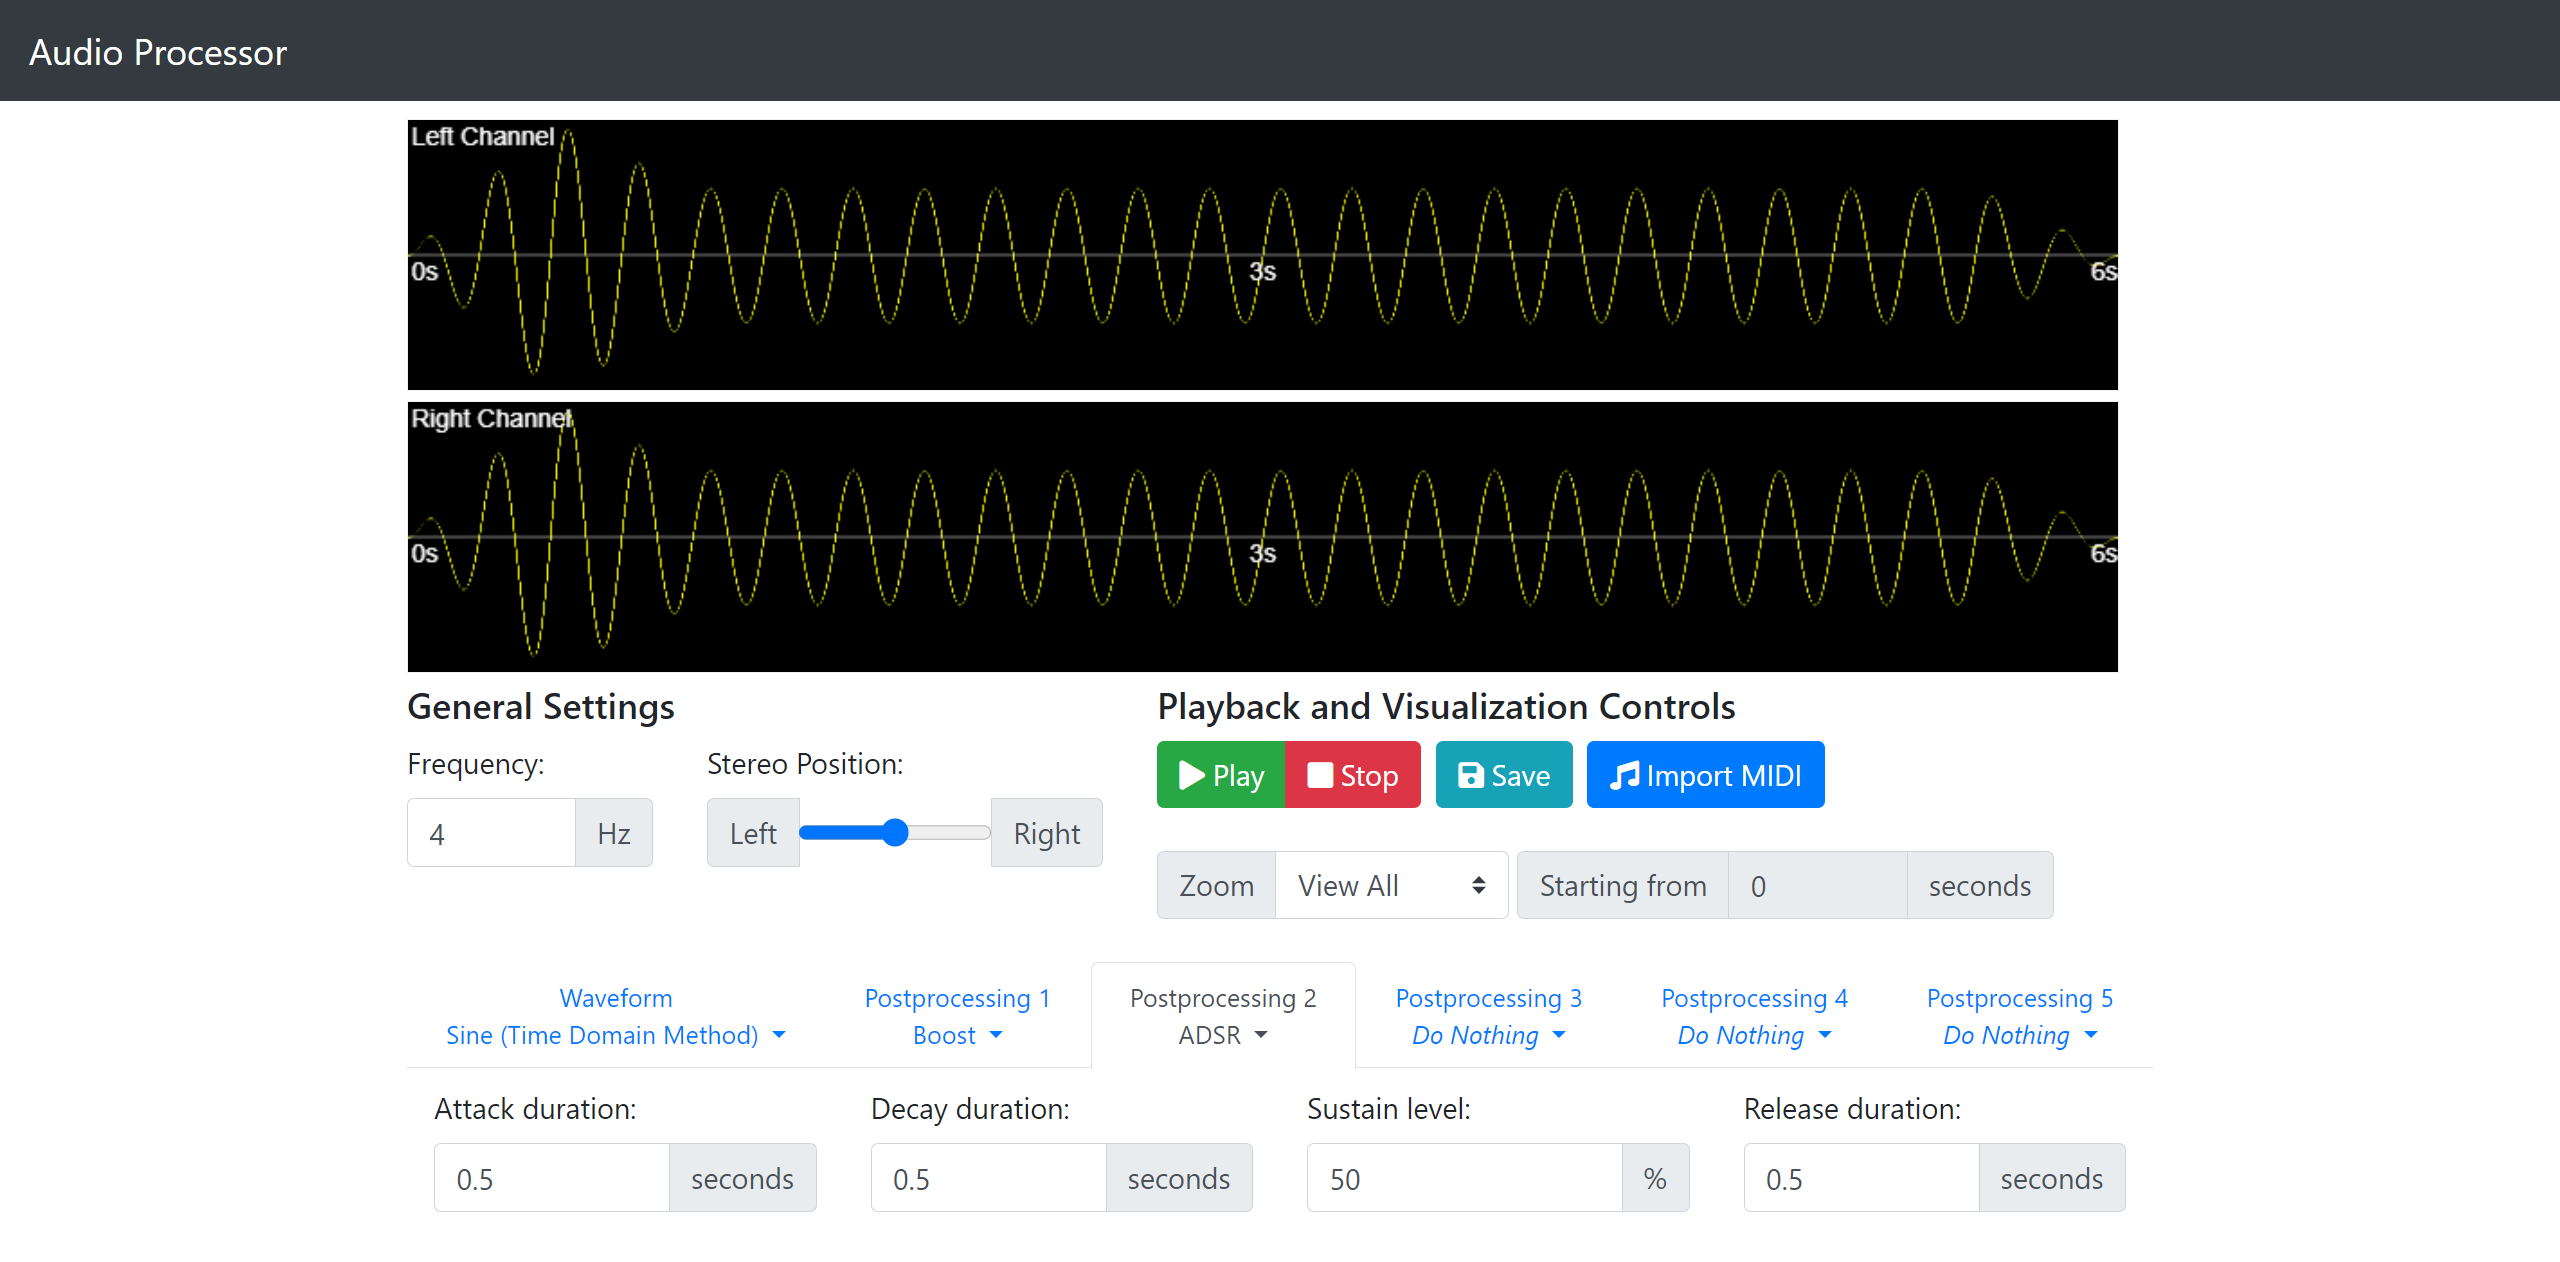 Audio Processor
Left Channel
0s 3s 6s
Right Channel
0s 3s 6s
General Settings
Playback and Visualization Controls
Frequency:
Stereo Position:
Play Stop Save Import MIDI
4 Hz
Left Right
Zoom View All Starting from 0 seconds
Waveform Postprocessing 1 Postprocessing 2 Postprocessing 3 Postprocessing 4 Postprocessing 5
Sine (Time Domain Method) Boost ADSR Do Nothing Do Nothing Do Nothing
Attack duration: Decay duration: Sustain level: Release duration:
0.5 seconds 0.5 seconds 50 % 0.5 seconds